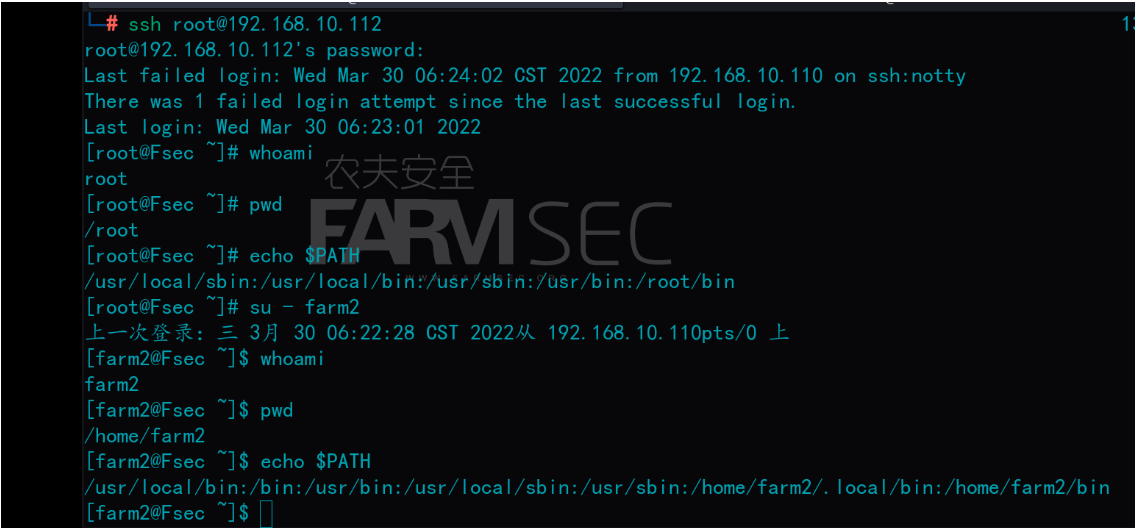 └─# ssh root@192.168.10.112
root@192.168.10.112's password:
Last failed login: Wed Mar 30 06:24:02 CST 2022 from 192.168.10.110 on ssh:notty
There was 1 failed login attempt since the last successful login.
Last login: Wed Mar 30 06:23:01 2022
[root@Fsec ~]# whoami
root
[root@Fsec ~]# pwd
/root
[root@Fsec ~]# echo $PATH
/usr/local/sbin:/usr/local/bin:/usr/sbin:/usr/bin:/root/bin
[root@Fsec ~]# su - farm2
上一次登录: 三 3月 30 06:22:28 CST 2022从 192.168.10.110pts/0 上
[farm2@Fsec ~]$ whoami
farm2
[farm2@Fsec ~]$ pwd
/home/farm2
[farm2@Fsec ~]$ echo $PATH
/usr/local/bin:/bin:/usr/bin:/usr/local/sbin:/usr/sbin:/home/farm2/.local/bin:/home/farm2/bin
[farm2@Fsec ~]$
农夫安全
FARMSEC